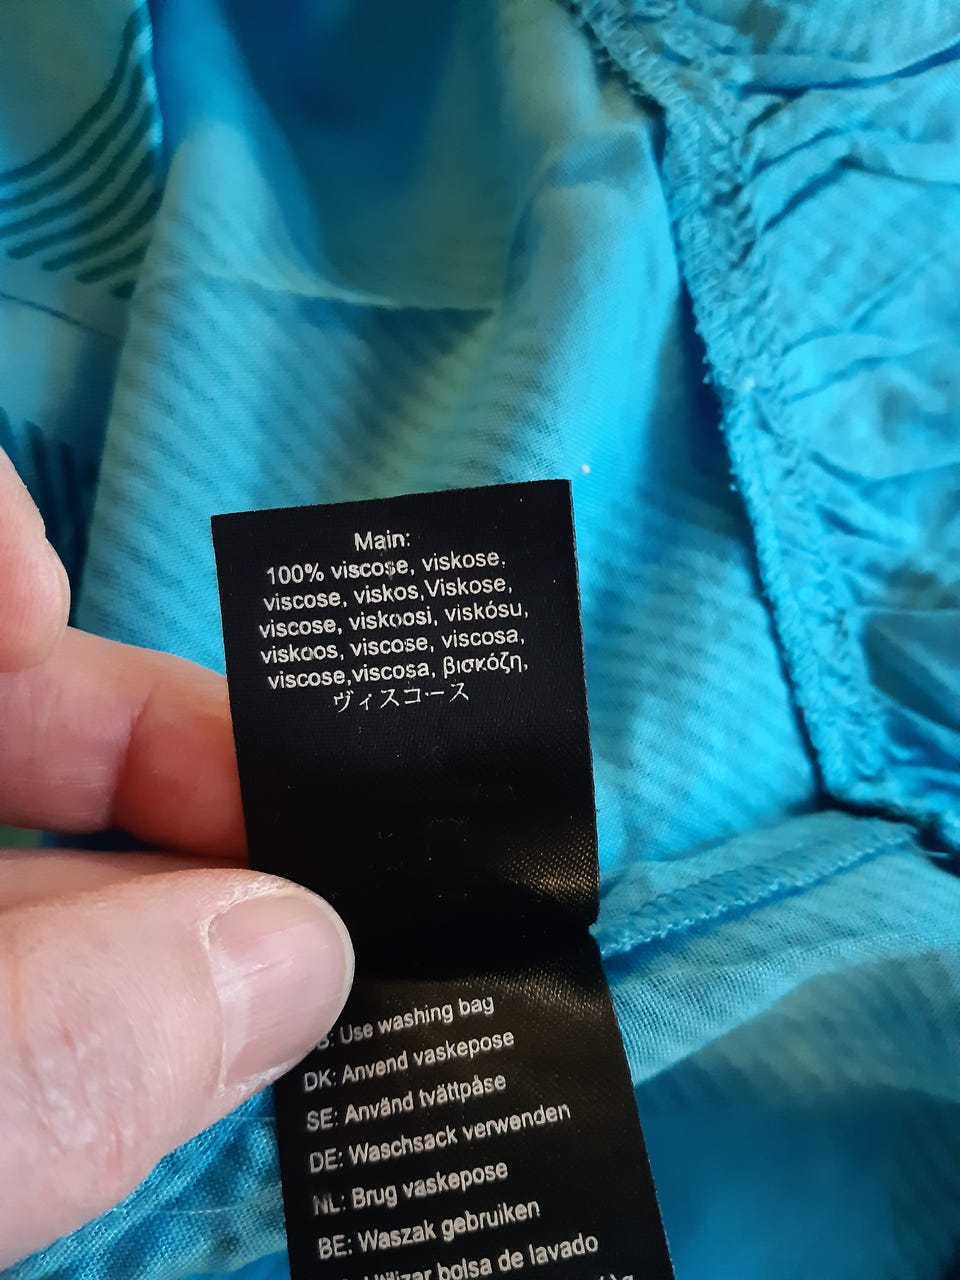 Main:
100% viscose, viskose,
viscose, viskos,Viskose,
viscose, viskoosi, viskósu,
viskoos, viscose, viscosa,
viscose,viscosa, βισκόζη,
ヴィスコース
Use washing bag
DK: Anvend vaskepose
SE: Använd tvättpåse
DE: Waschsack verwenden
NL: Brug vaskepose
BE: Waszak gebruiken
Utilizar bolsa de lavado